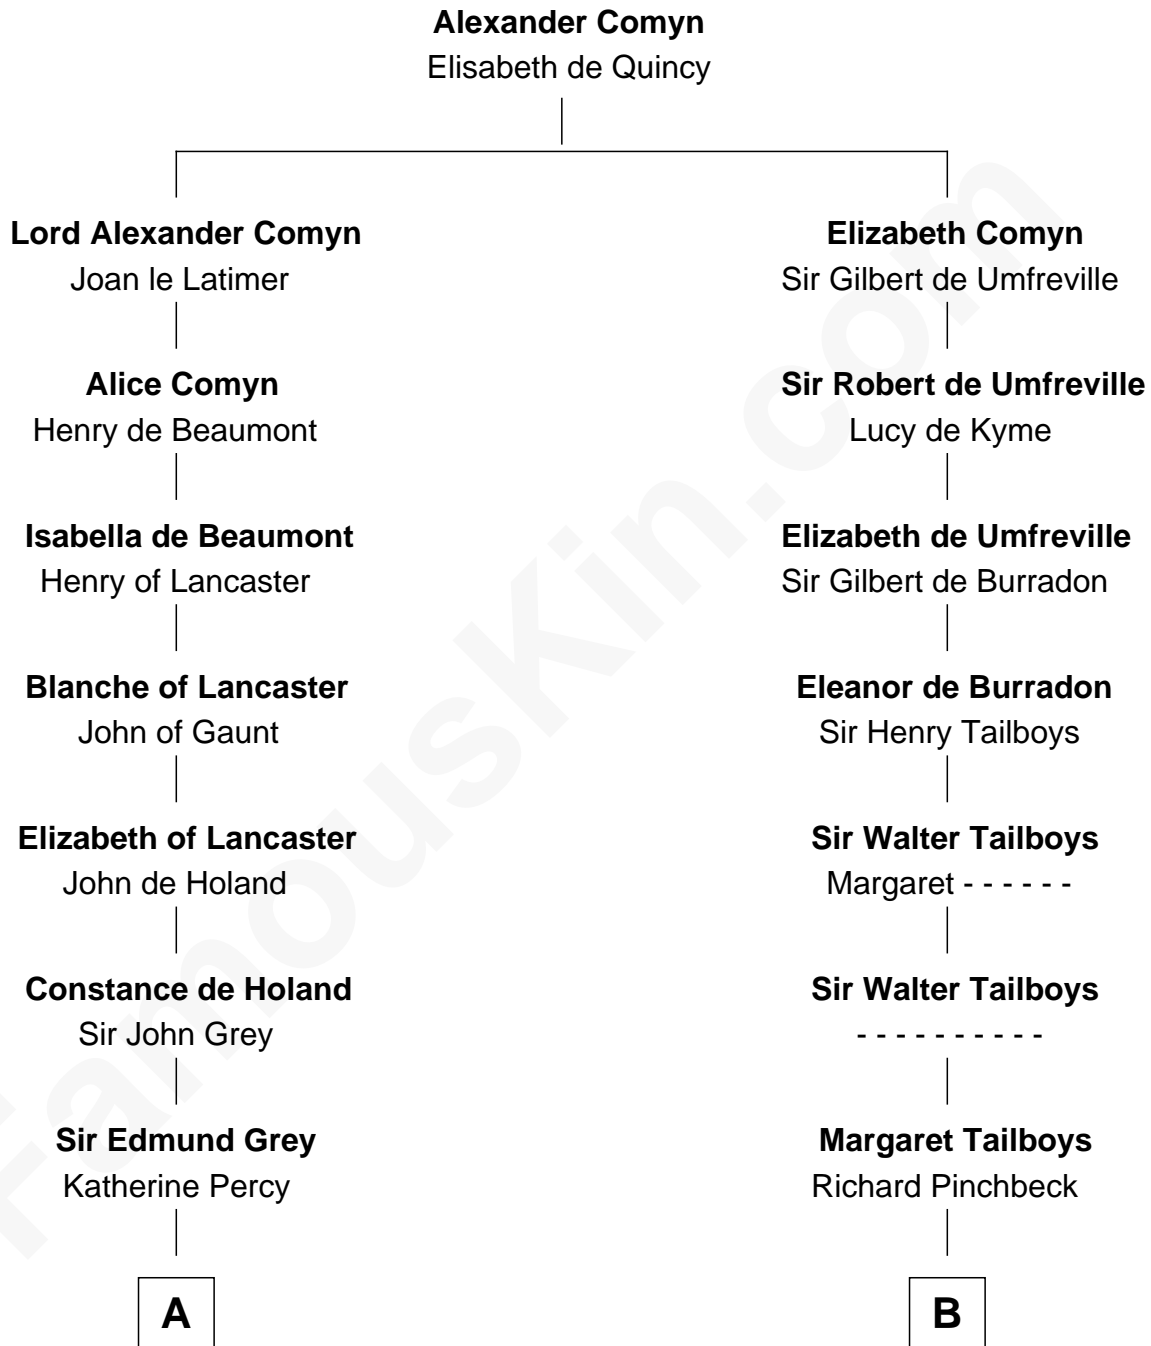 Alexander Comyn
Elisabeth de Quincy
Lord Alexander Comyn
Joan le Latimer
Alice Comyn
Henry de Beaumont
Isabella de Beaumont
Henry of Lancaster
Blanche of Lancaster
John of Gaunt
Elizabeth of Lancaster
John de Holand
Constance de Holand
Sir John Grey
Sir Edmund Grey
Katherine Percy
A
Elizabeth Comyn
Sir Gilbert de Umfreville
Sir Robert de Umfreville
Lucy de Kyme
Elizabeth de Umfreville
Sir Gilbert de Burradon
Eleanor de Burradon
Sir Henry Tailboys
Sir Walter Tailboys
Margaret - - - - - -
Sir Walter Tailboys
- - - - - - - - - -
Margaret Tailboys
Richard Pinchbeck
B
FamousKin.com